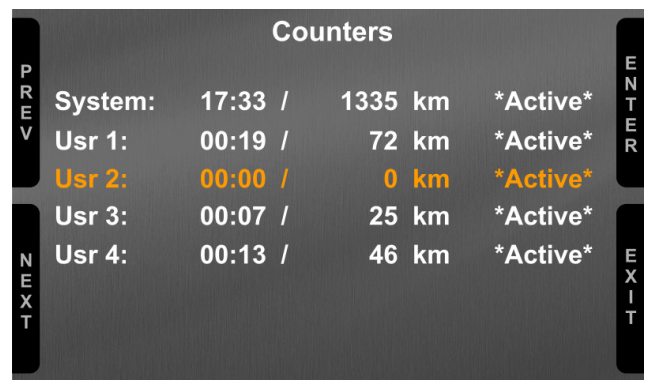 Counters
PREV
ENTER
System: 17:33 / 1335 km *Active*
Usr 1: 00:19 / 72 km *Active*
Usr 2: 00:00 / 0 km *Active*
Usr 3: 00:07 / 25 km *Active*
Usr 4: 00:13 / 46 km *Active*
NEXT
EXIT